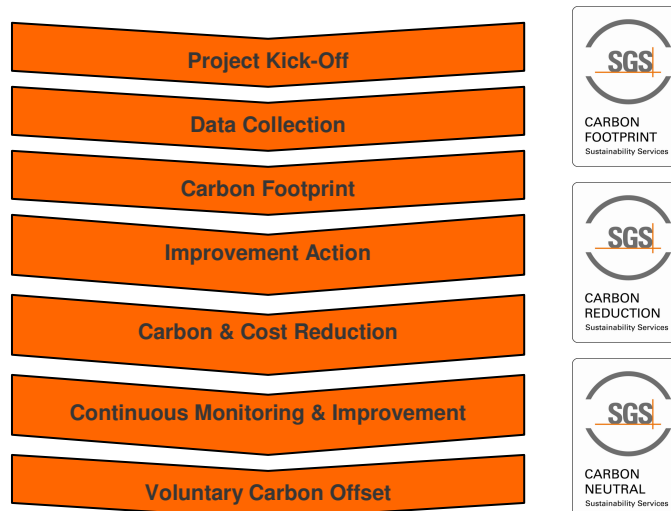 Project Kick-Off
Data Collection
Carbon Footprint
Improvement Action
Carbon & Cost Reduction
Continuous Monitoring & Improvement
Voluntary Carbon Offset
SGS
CARBON
FOOTPRINT
Sustainability Services
SGS
CARBON
REDUCTION
Sustainability Services
SGS
CARBON
NEUTRAL
Sustainability Services